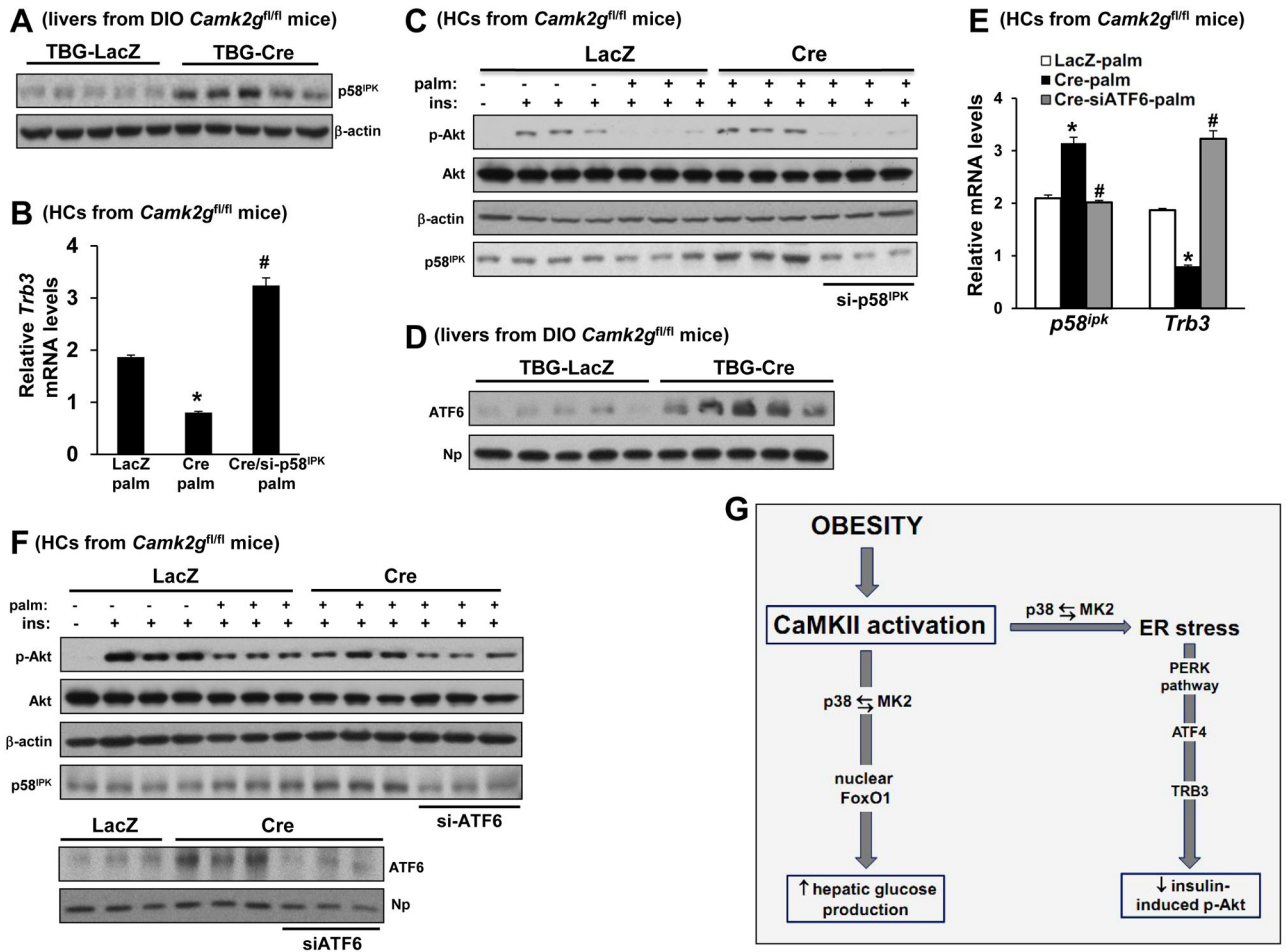 A (livers from DIO Camk2gfl/fl mice)
TBG-LacZ TBG-Cre
p58IPK
β-actin
B (HCs from Camk2gfl/fl mice)
Relative Trb3
mRNA levels
4
3
2
1
0
*
#
LacZ Cre Cre/si-p58IPK
palm palm palm
C (HCs from Camk2gfl/fl mice)
LacZ Cre
palm: - - - - + + + + + + + + +
ins: - + + + + + + + + + + + +
p-Akt
Akt
β-actin
p58IPK
si-p58IPK
D (livers from DIO Camk2gfl/fl mice)
TBG-LacZ TBG-Cre
ATF6
Np
E (HCs from Camk2gfl/fl mice)
LacZ-palm
Cre-palm
Cre-siATF6-palm
Relative mRNA levels
4
3
2
1
0
* # * #
p58ipk Trb3
F (HCs from Camk2gfl/fl mice)
LacZ Cre
palm: - - - - + + + + + + + + +
ins: - + + + + + + + + + + + +
p-Akt
Akt
β-actin
p58IPK
si-ATF6
LacZ Cre
ATF6
Np
siATF6
G
OBESITY
CaMKII activation
p38 ⇆ MK2
ER stress
PERK
pathway
ATF4
TRB3
↓ insulin-
induced p-Akt
p38 ⇆ MK2
nuclear
FoxO1
↑ hepatic glucose
production